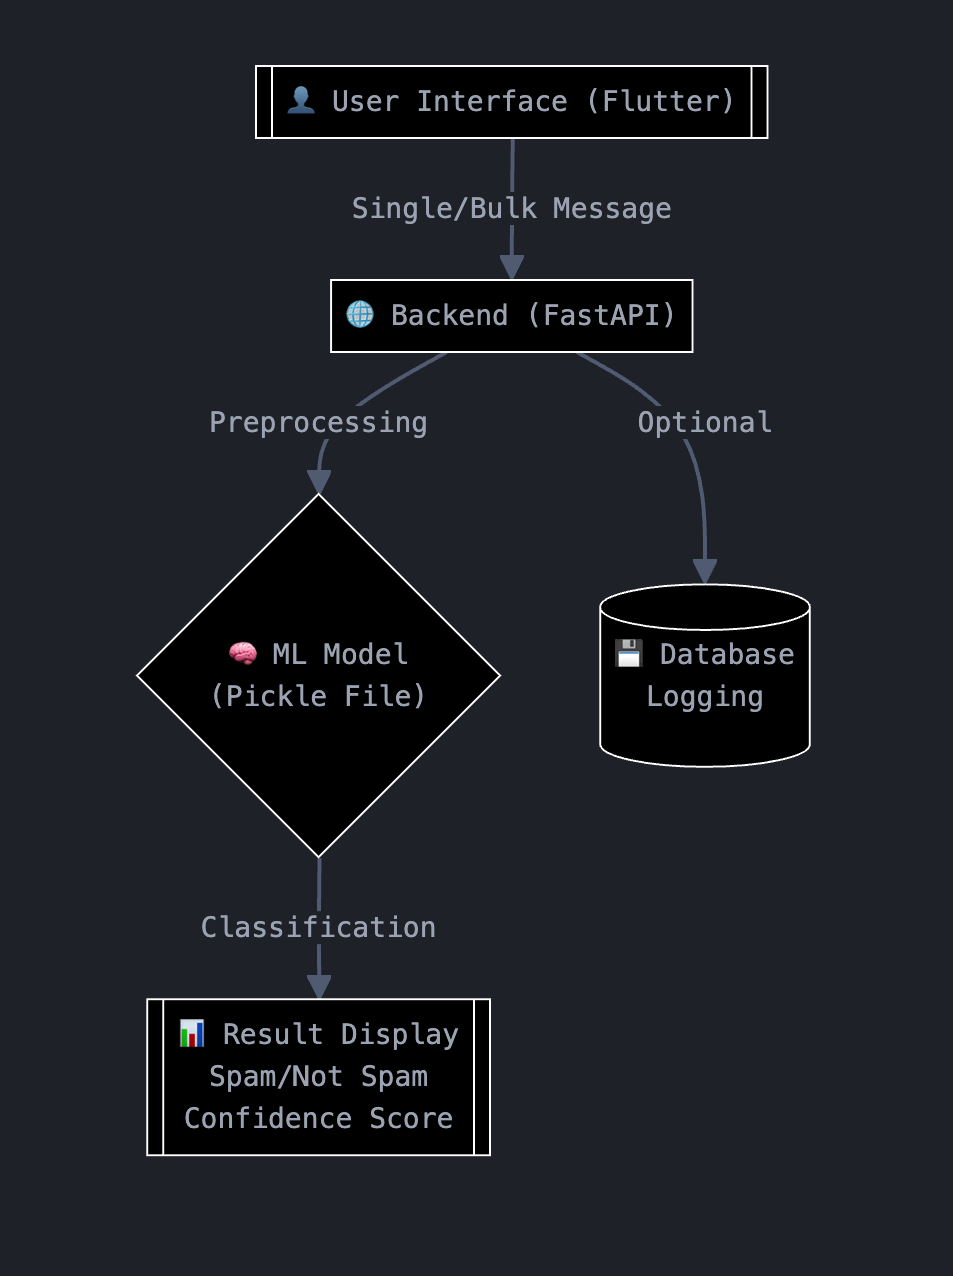 👤 User Interface (Flutter)
Single/Bulk Message
🌐 Backend (FastAPI)
Preprocessing
Optional
🧠 ML Model
(Pickle File)
💾 Database
Logging
Classification
📊 Result Display
Spam/Not Spam
Confidence Score